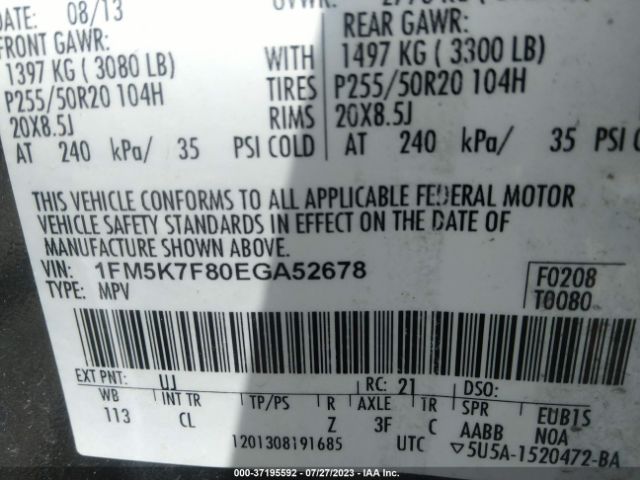 DATE: 08/13
FRONT GAWR: REAR GAWR:
1397 KG ( 3080 LB) WITH 1497 KG ( 3300 LB)
P255/50R20 104H TIRES P255/50R20 104H
20X8.5J RIMS 20X8.5J
AT 240 kPa/ 35 PSI COLD AT 240 kPa/ 35 PSI CO
THIS VEHICLE CONFORMS TO ALL APPLICABLE FEDERAL MOTOR
VEHICLE SAFETY STANDARDS IN EFFECT ON THE DATE OF
MANUFACTURE SHOWN ABOVE.
VIN: 1FM5K7F80EGA52678 F0208
TYPE: MPV T0080
EXT PNT: UJ RC: 21 DSO:
WB INT TR TP/PS R AXLE TR SPR EUB1S
113 CL Z 3F C AABB N0A
1201308191685 UTC ▽5U5A-1520472-BA
000-37195592 - 07/27/2023 - IAA Corp.